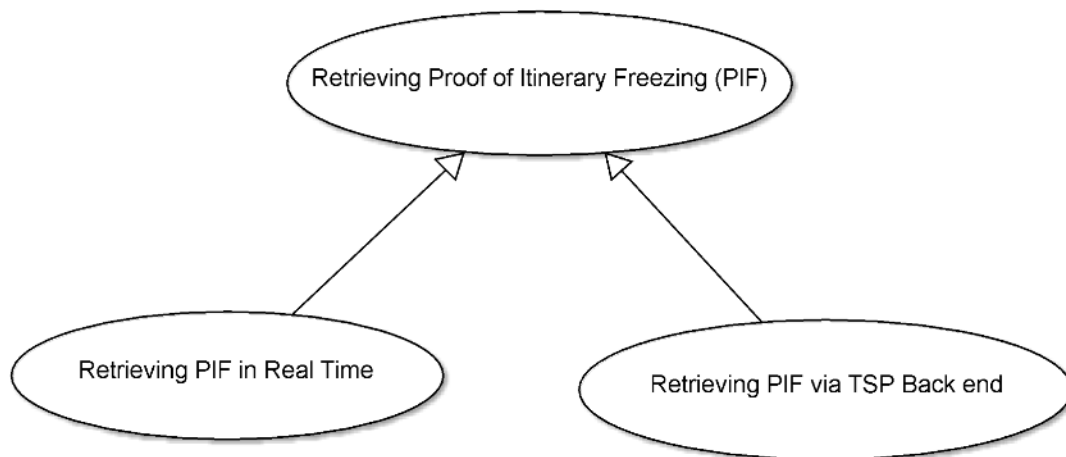 Retrieving Proof of Itinerary Freezing (PIF)
Retrieving PIF in Real Time
Retrieving PIF via TSP Back end